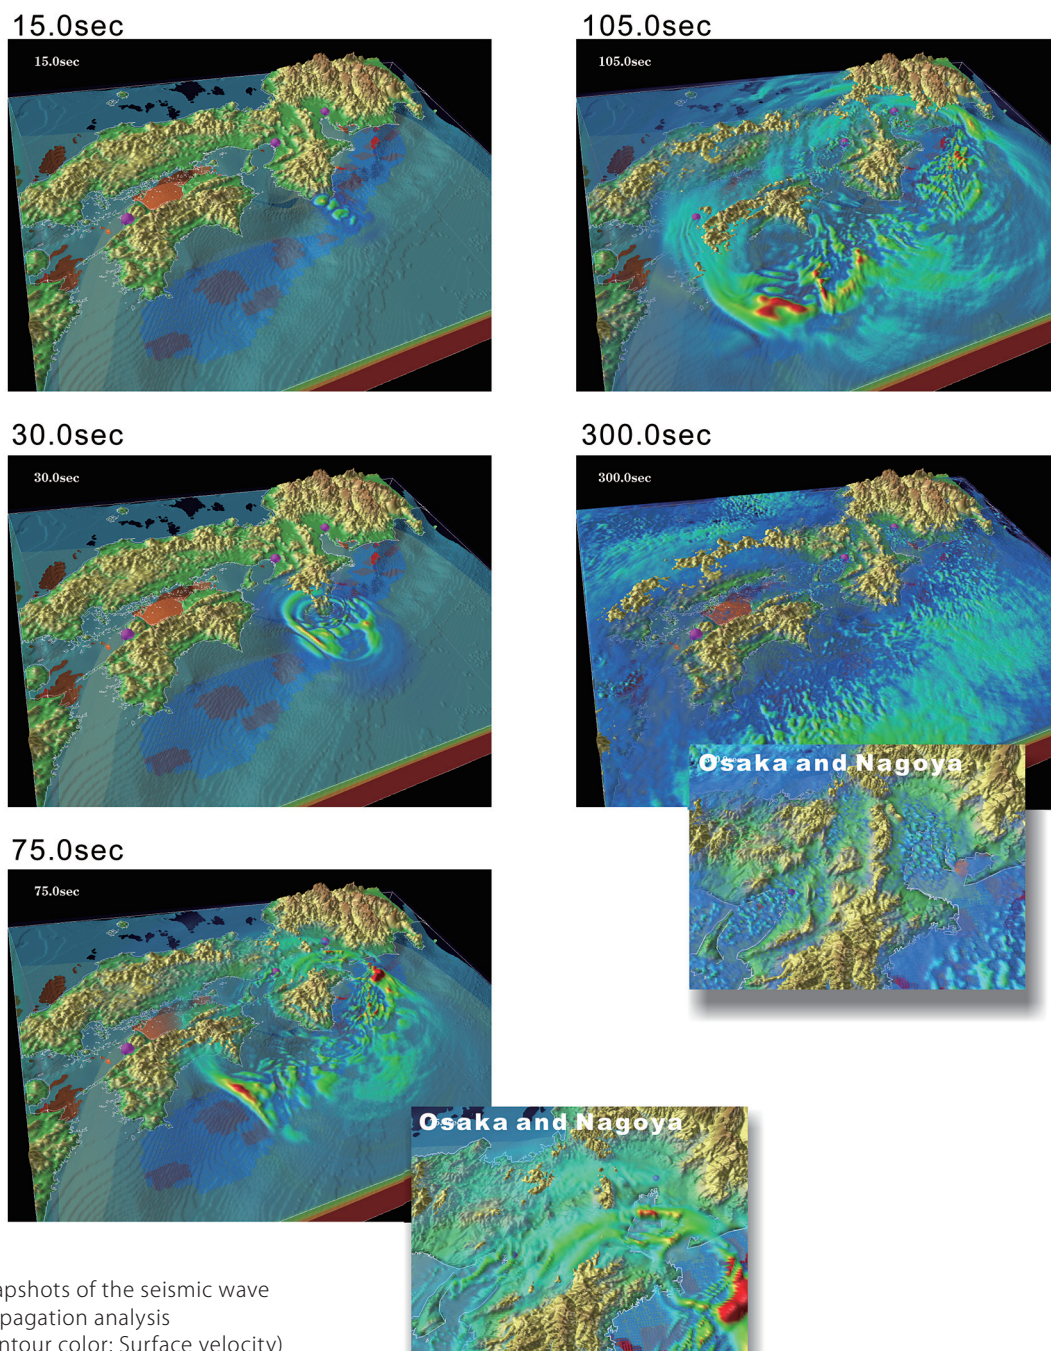 15.0sec
15.0sec
30.0sec
30.0sec
75.0sec
75.0sec
105.0sec
105.0sec
300.0sec
300.0sec
Osaka and Nagoya
Osaka and Nagoya
apshots of the seismic wave
pagation analysis
ntour color: Surface velocity)